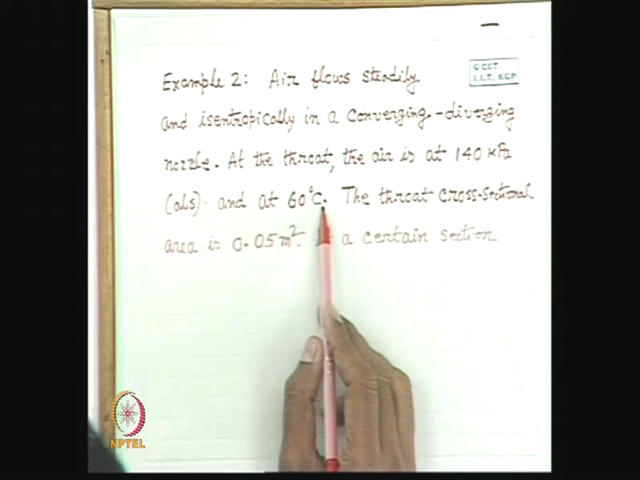 Example 2: Air flows steadily
and isentropically in a converging-diverging
nozzle. At the throat, the air is at 140 kPa
(abs). and at 60°C. The throat cross-sectional
area is 0.05 m². a certain section
© CET
I.I.T. KGP
NPTEL